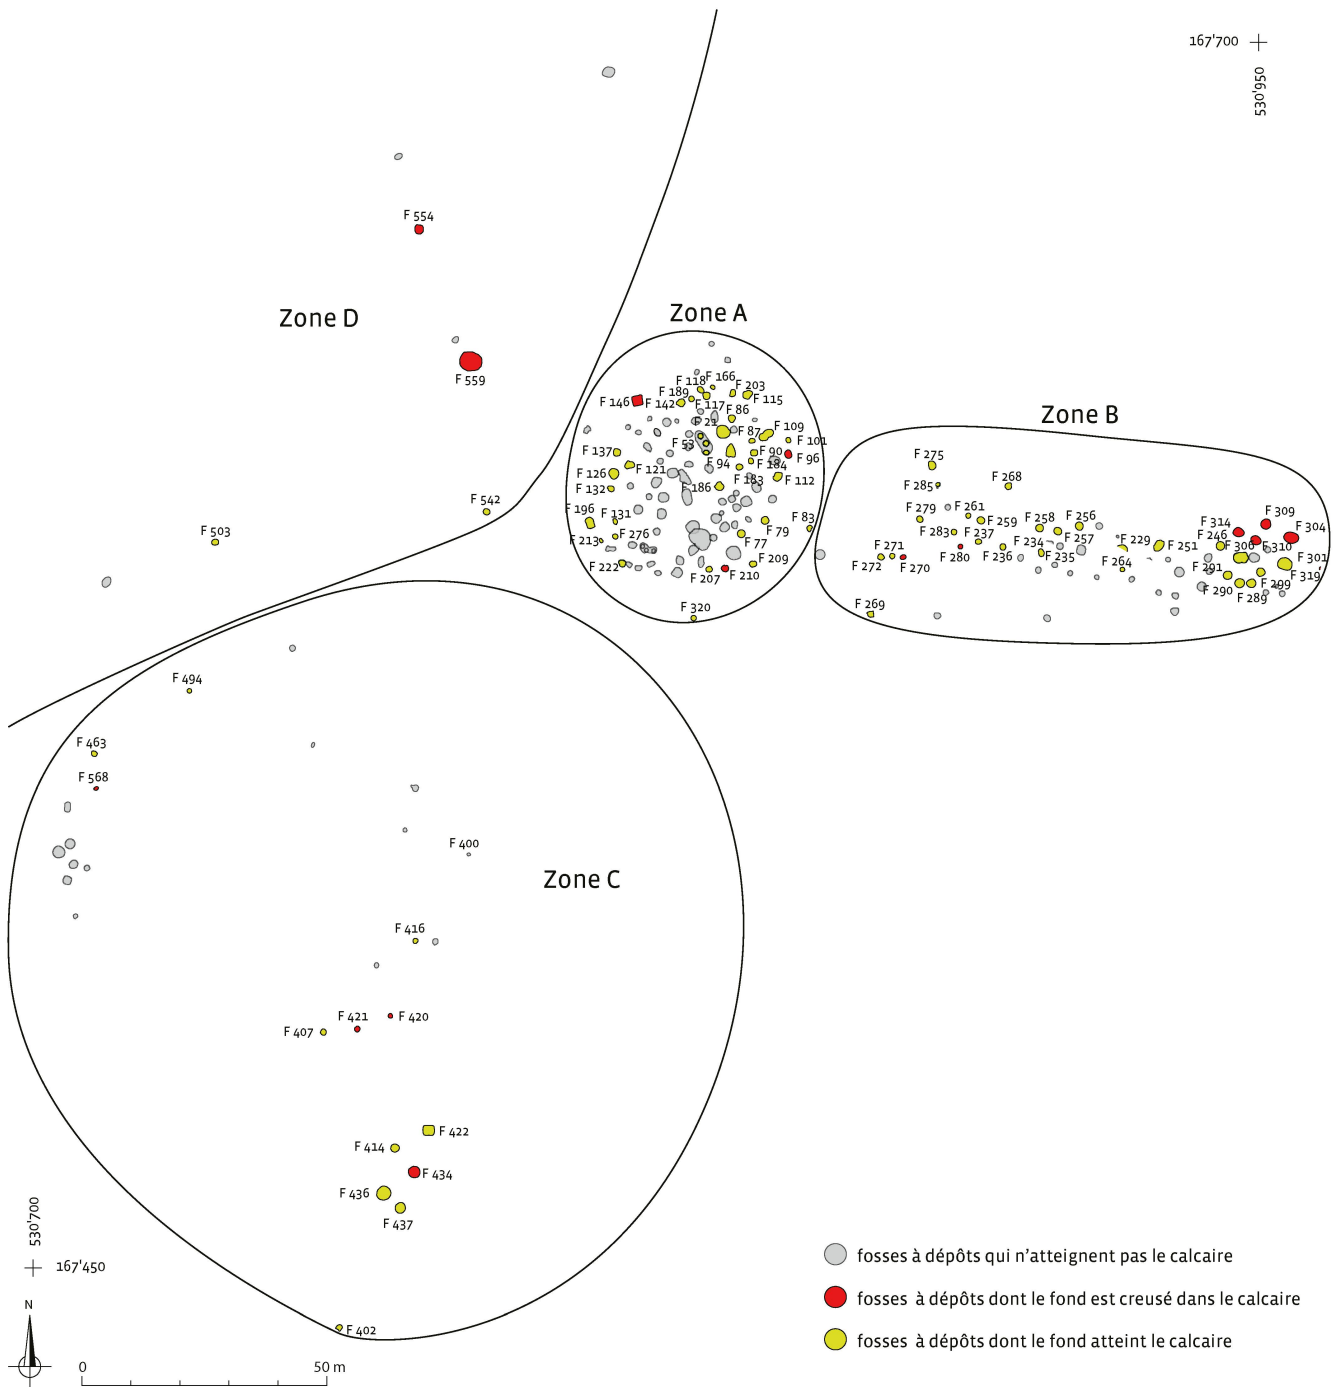 167'700
530'950
F 554
Zone D
Zone A
F 559
F 166
F 118
F 203
F 189
F 146
F 142
F 117
F 115
F 86
Zone B
F 21
F 87
F 109
F 53
F 101
F 137
F 90
F 96
F 94
F 184
F 121
F 126
F 183
F 112
F 132
F 186
F 275
F 268
F 285
F 542
F 196
F 131
F 83
F 79
F 503
F 213
F 276
F 77
F 222
F 209
F 207
F 210
F 320
F 279
F 261
F 259
F 258
F 256
F 309
F 314
F 304
F 283
F 237
F 257
F 246
F 271
F 234
F 229
F 251
F 306
F 310
F 272
F 270
F 280
F 236
F 235
F 264
F 301
F 291
F 319
F 290
F 299
F 289
F 269
F 494
F 463
F 568
F 400
Zone C
F 416
F 421
F 420
F 407
F 422
F 414
F 434
F 436
F 437
530'700
167'450
fosses à dépôts qui n'atteignent pas le calcaire
fosses à dépôts dont le fond est creusé dans le calcaire
fosses à dépôts dont le fond atteint le calcaire
N
F 402
0
50 m